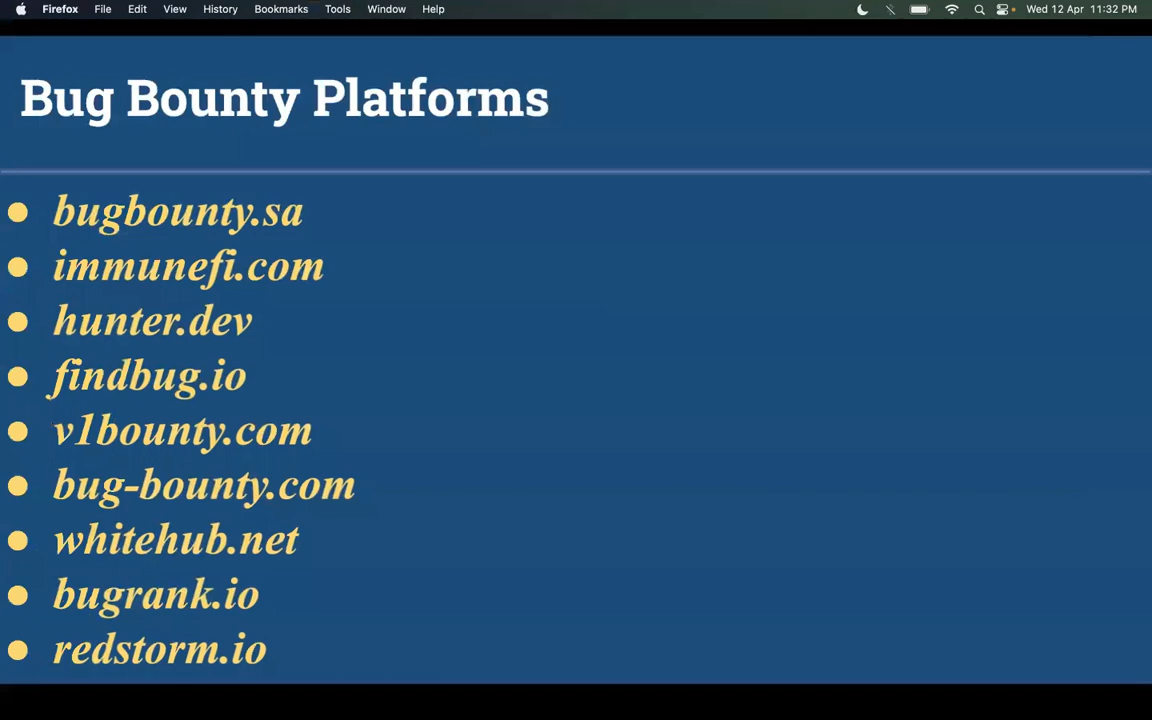 Firefox File Edit View History Bookmarks Tools Window Help Wed 12 Apr 11:32 PM
Bug Bounty Platforms
bugbounty.sa
immunefi.com
hunter.dev
findbug.io
v1bounty.com
bug-bounty.com
whitehub.net
bugrank.io
redstorm.io